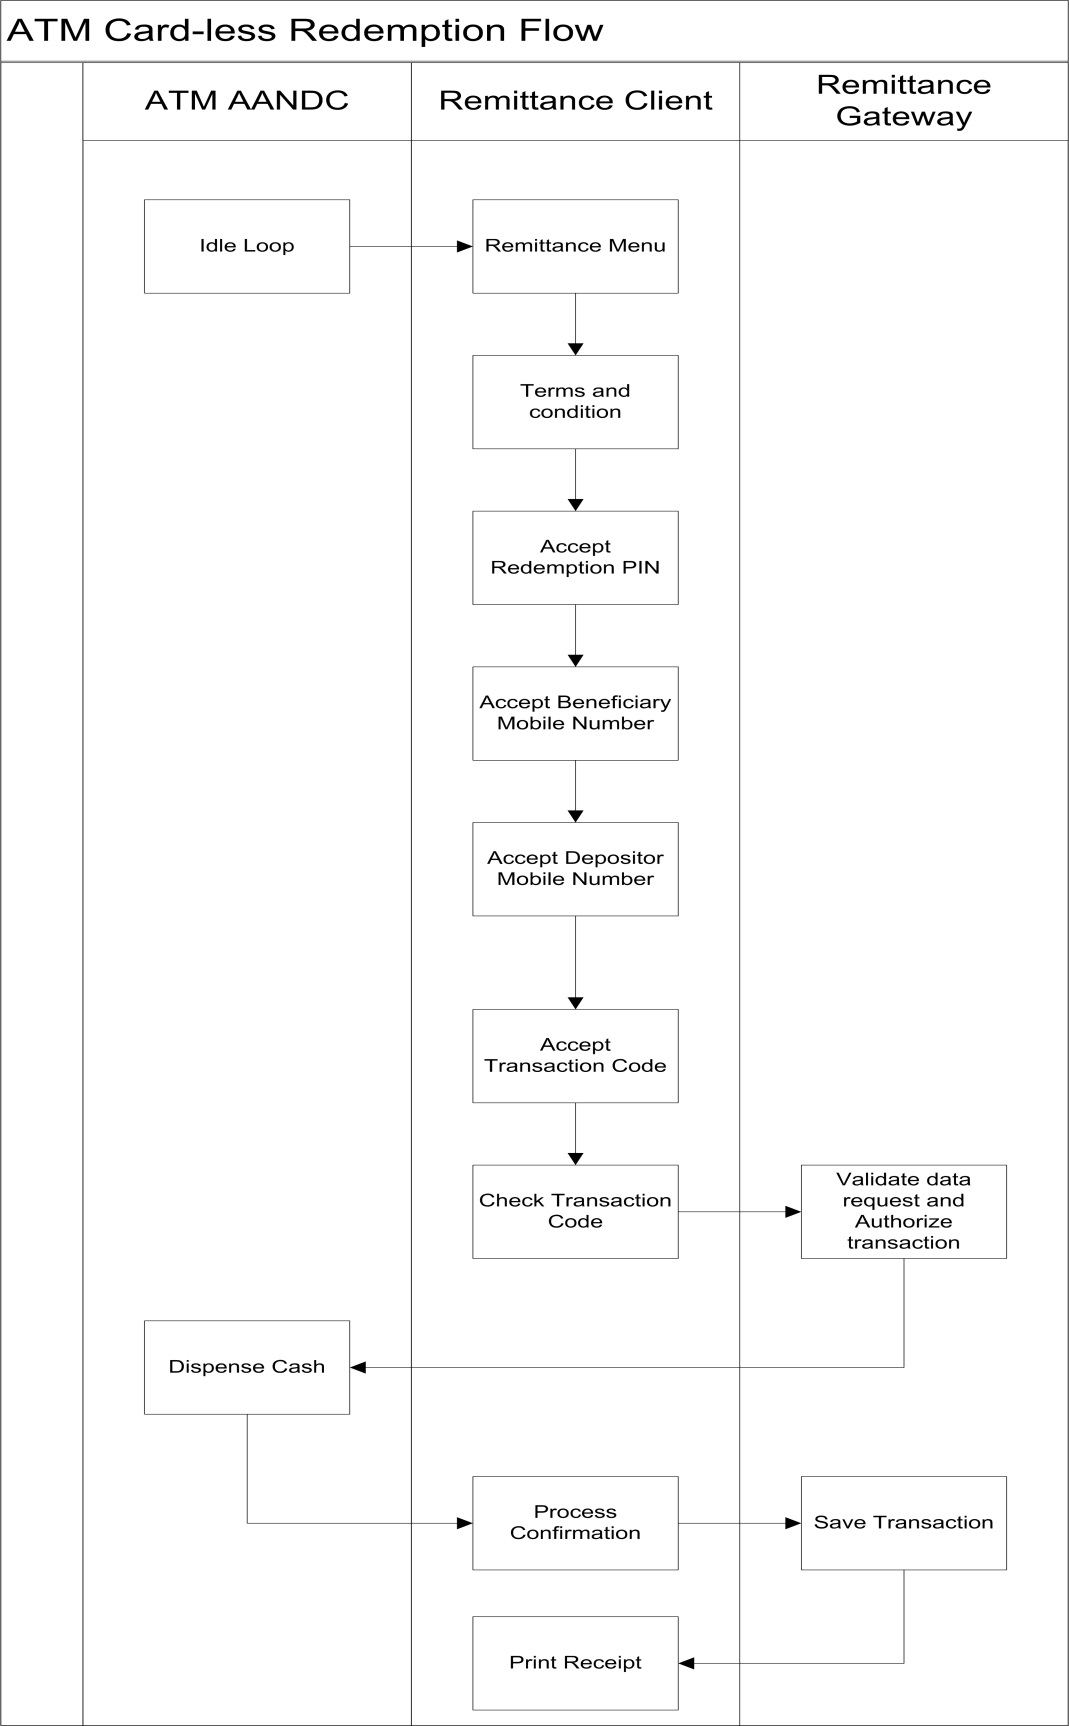 ATM Card-less Redemption Flow
ATM AANDC
Remittance Client
Remittance
Gateway
Idle Loop
Remittance Menu
Terms and
condition
Accept
Redemption PIN
Accept Beneficiary
Mobile Number
Accept Depositor
Mobile Number
Accept
Transaction Code
Check Transaction
Code
Validate data
request and
Authorize
transaction
Dispense Cash
Process
Confirmation
Save Transaction
Print Receipt